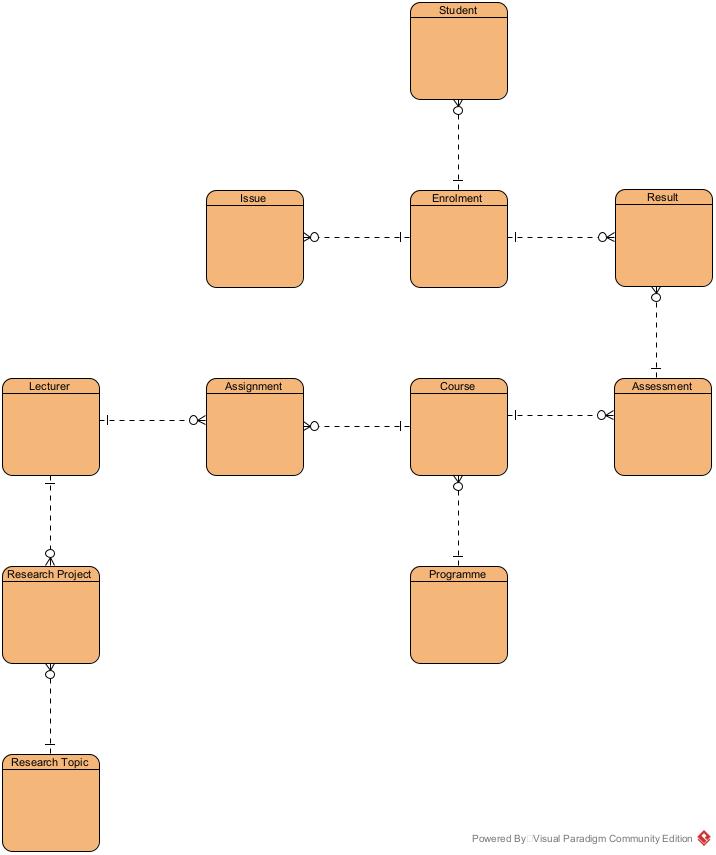 Student
Issue
Enrolment
Result
Lecturer
Assignment
Course
Assessment
Research Project
Programme
Research Topic
Powered By Visual Paradigm Community Edition